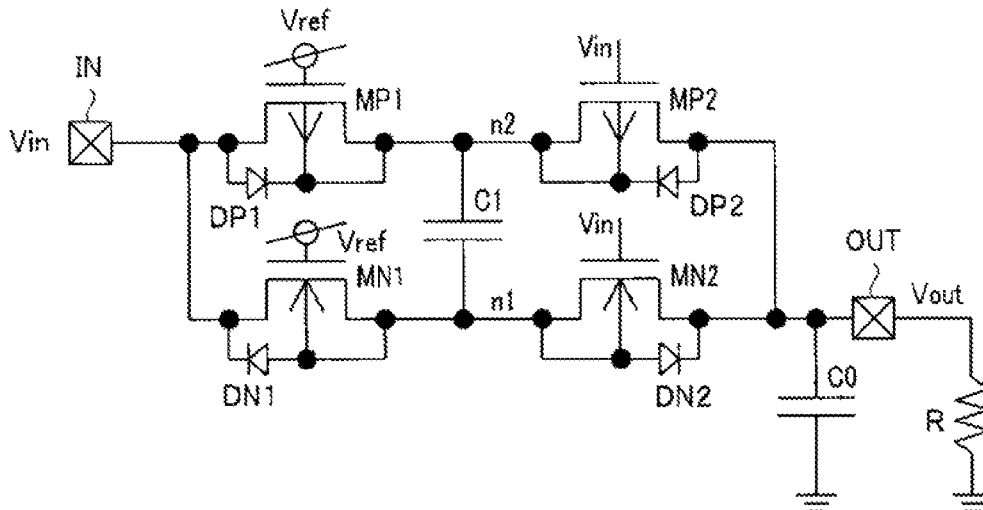 Vref
IN
Vin
MP1
Vin
MP2
n2
DP1
C1
DP2
Vref
MN1
Vin
MN2
OUT
n1
Vout
DN1
DN2
C0
R